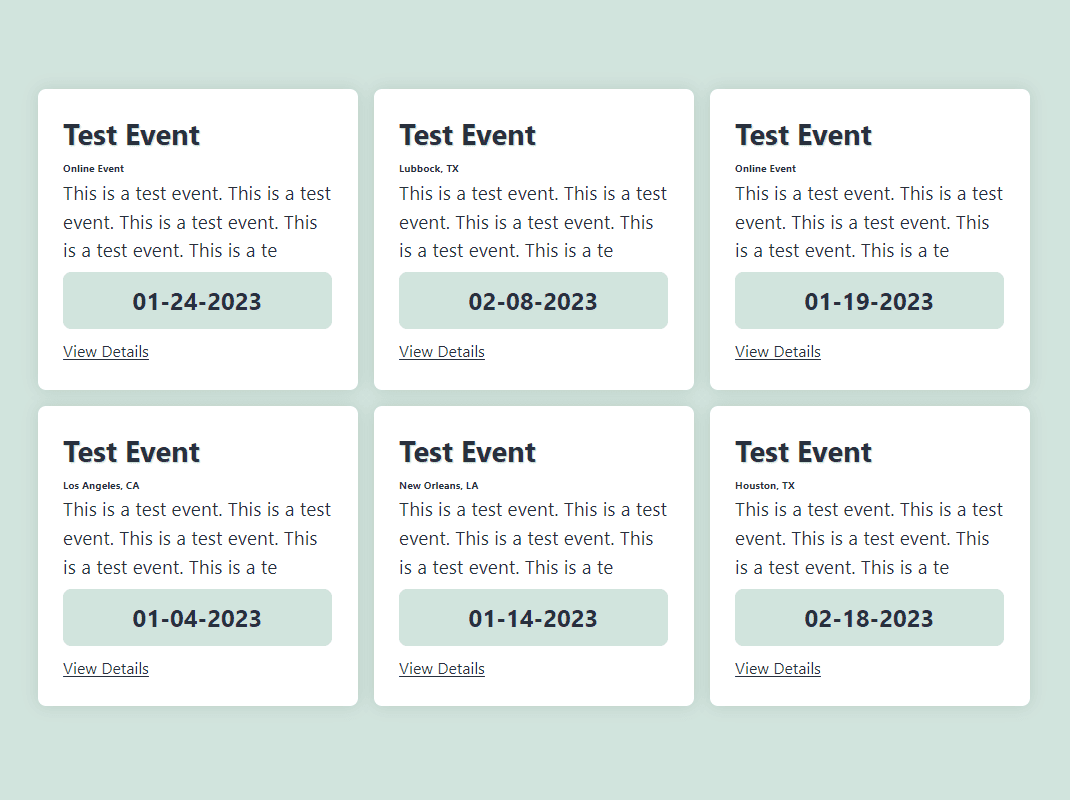 Test Event
Online Event
This is a test event. This is a test
event. This is a test event. This
is a test event. This is a te
01-24-2023
View Details
Test Event
Lubbock, TX
This is a test event. This is a test
event. This is a test event. This
is a test event. This is a te
02-08-2023
View Details
Test Event
Online Event
This is a test event. This is a test
event. This is a test event. This
is a test event. This is a te
01-19-2023
View Details
Test Event
Los Angeles, CA
This is a test event. This is a test
event. This is a test event. This
is a test event. This is a te
01-04-2023
View Details
Test Event
New Orleans, LA
This is a test event. This is a test
event. This is a test event. This
is a test event. This is a te
01-14-2023
View Details
Test Event
Houston, TX
This is a test event. This is a test
event. This is a test event. This
is a test event. This is a te
02-18-2023
View Details